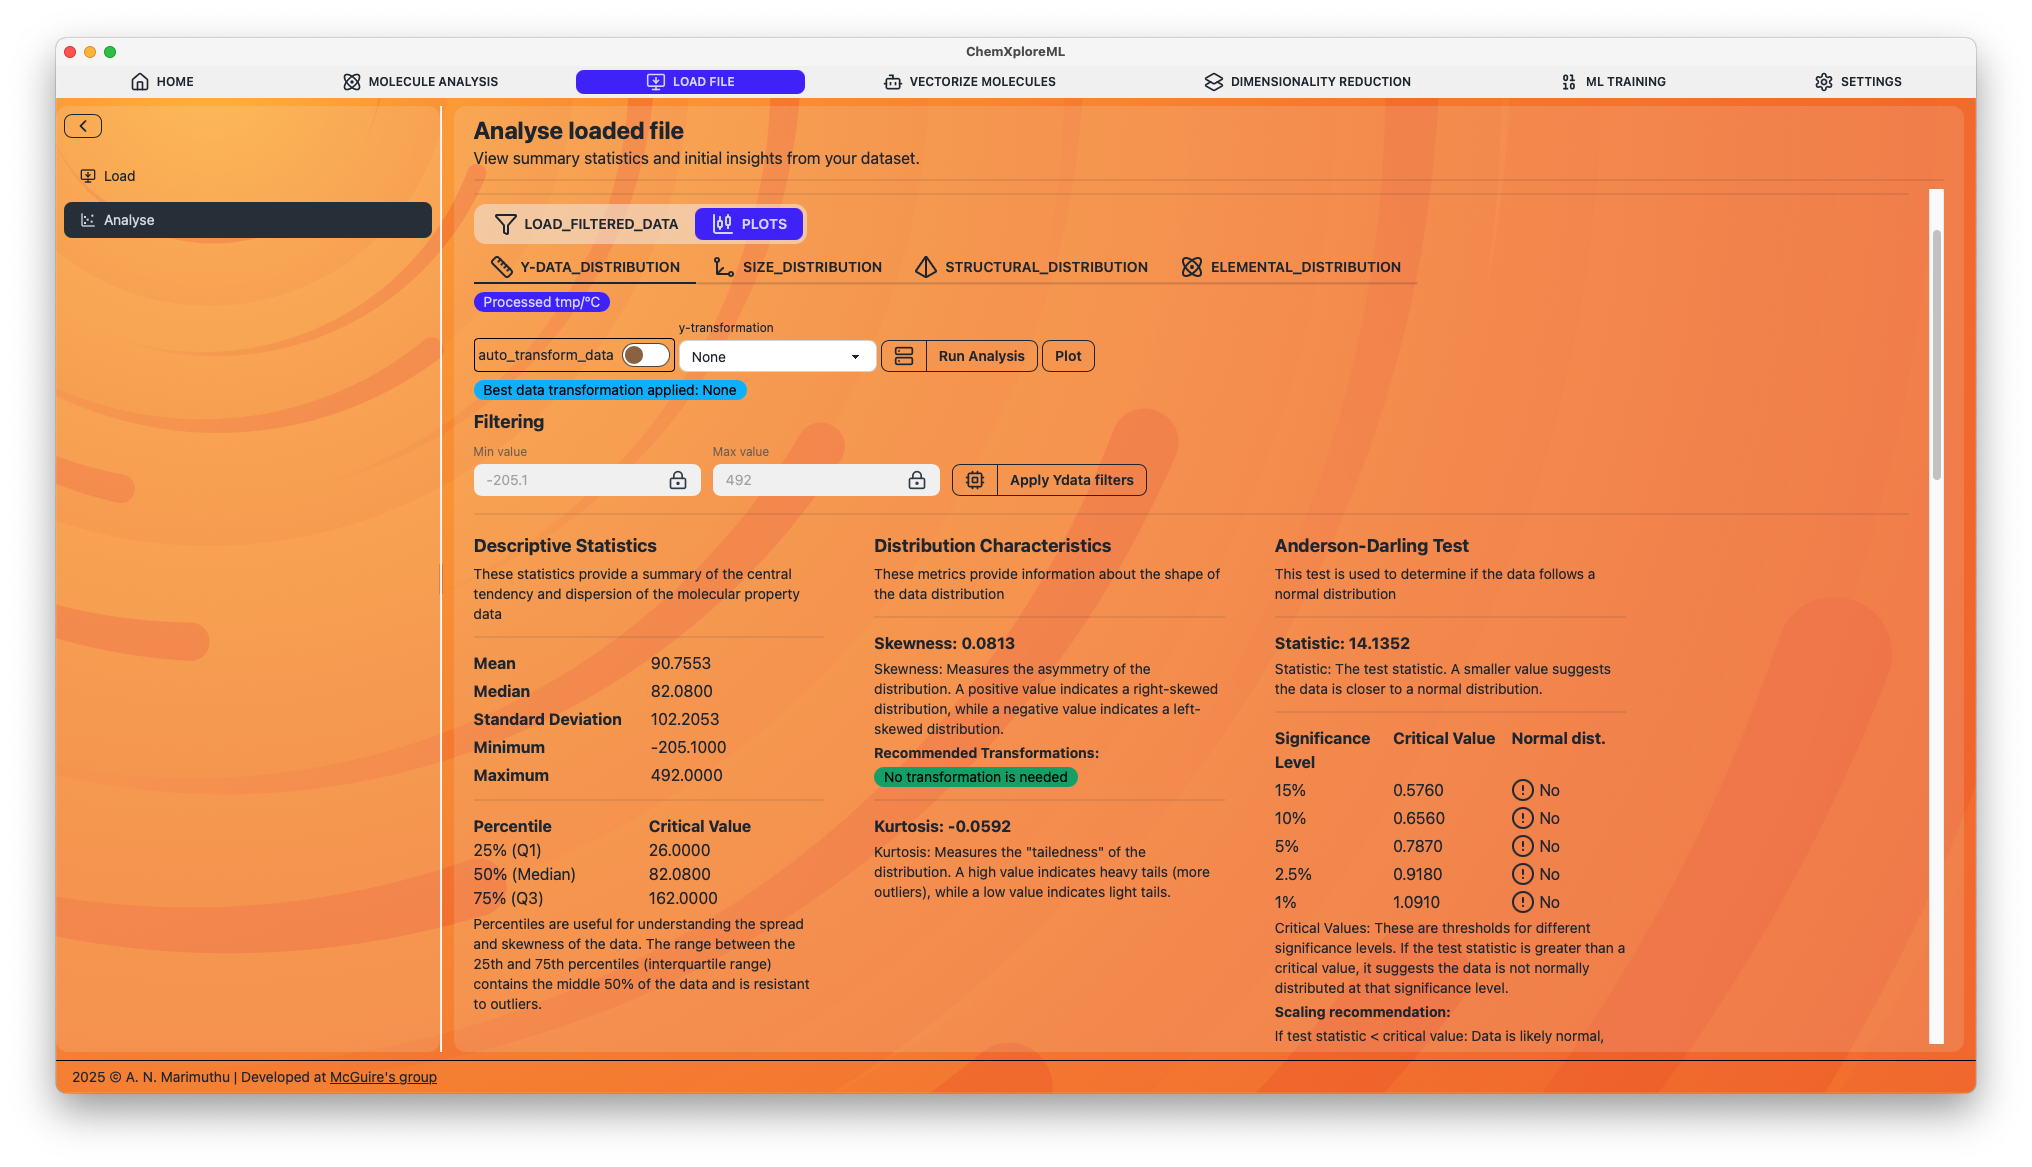 ChemXploreML
HOME
MOLECULE ANALYSIS
LOAD FILE
VECTORIZE MOLECULES
DIMENSIONALITY REDUCTION
ML TRAINING
SETTINGS
Load
Analyse
Analyse loaded file
View summary statistics and initial insights from your dataset.
LOAD_FILTERED_DATA
PLOTS
Y-DATA_DISTRIBUTION
SIZE_DISTRIBUTION
STRUCTURAL_DISTRIBUTION
ELEMENTAL_DISTRIBUTION
Processed tmp/°C
y-transformation
auto_transform_data
None
Run Analysis
Plot
Best data transformation applied: None
Filtering
Min value
Max value
-205.1
492
Apply Ydata filters
Descriptive Statistics
These statistics provide a summary of the central
tendency and dispersion of the molecular property
data
Mean 90.7553
Median 82.0800
Standard Deviation 102.2053
Minimum -205.1000
Maximum 492.0000
Percentile Critical Value
25% (Q1) 26.0000
50% (Median) 82.0800
75% (Q3) 162.0000
Percentiles are useful for understanding the spread
and skewness of the data. The range between the
25th and 75th percentiles (interquartile range)
contains the middle 50% of the data and is resistant
to outliers.
Distribution Characteristics
These metrics provide information about the shape of
the data distribution
Skewness: 0.0813
Skewness: Measures the asymmetry of the
distribution. A positive value indicates a right-skewed
distribution, while a negative value indicates a left-
skewed distribution.
Recommended Transformations:
No transformation is needed
Kurtosis: -0.0592
Kurtosis: Measures the "tailedness" of the
distribution. A high value indicates heavy tails (more
outliers), while a low value indicates light tails.
Anderson-Darling Test
This test is used to determine if the data follows a
normal distribution
Statistic: 14.1352
Statistic: The test statistic. A smaller value suggests
the data is closer to a normal distribution.
Significance Critical Value Normal dist.
Level
15% 0.5760 No
10% 0.6560 No
5% 0.7870 No
2.5% 0.9180 No
1% 1.0910 No
Critical Values: These are thresholds for different
significance levels. If the test statistic is greater than a
critical value, it suggests the data is not normally
distributed at that significance level.
Scaling recommendation:
If test statistic < critical value: Data is likely normal,
2025 © A. N. Marimuthu | Developed at McGuire's group